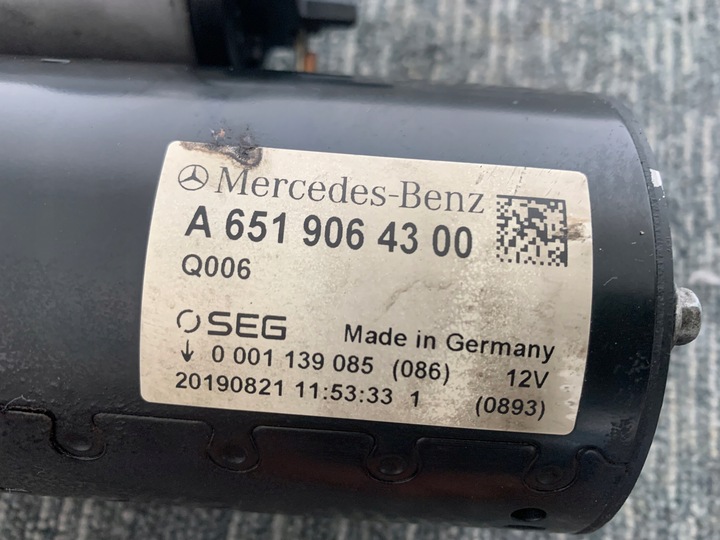 Mercedes-Benz
A 651 906 43 00
Q006
SEG Made in Germany
↓ 0 001 139 085 (086) 12V
20190821 11:53:33 1 (0893)